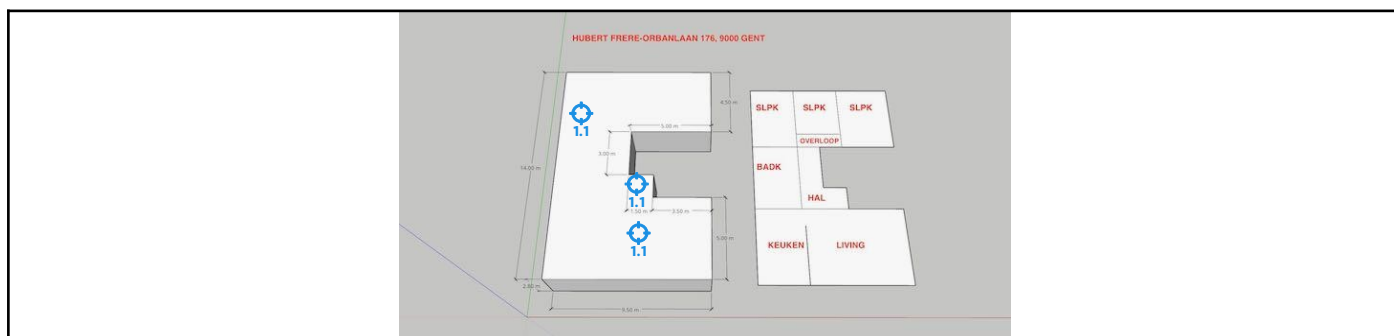 HUBERT FRERE-ORBANLAAN 176, 9000 GENT
4.50 m
1.1
5.00 m
3.00 m
14.00 m
1.1
1.50 m
3.50 m
1.1
5.00 m
2.80 m
9.50 m
SLPK
SLPK
SLPK
OVERLOOP
BADK
HAL
KEUKEN
LIVING